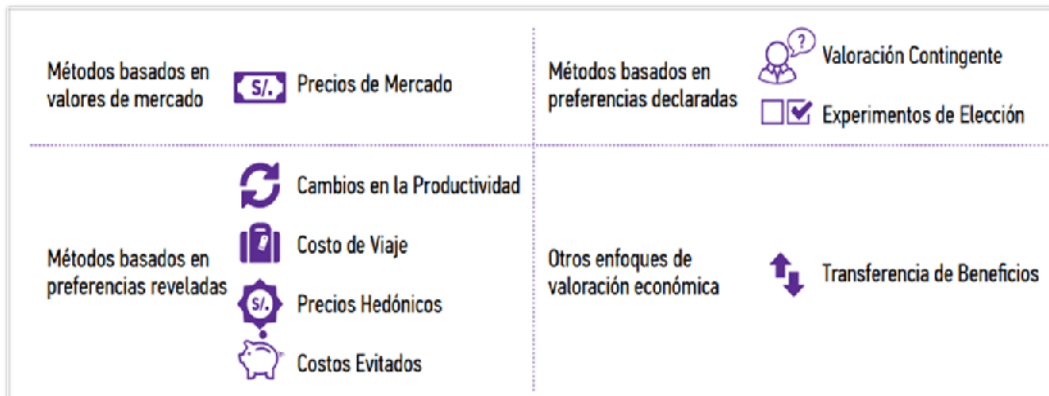 Métodos basados en
valores de mercado
S/.
Precios de Mercado
Métodos basados en
preferencias declaradas
?
Valoración Contingente
Experimentos de Elección
Métodos basados en
preferencias reveladas
Cambios en la Productividad
Costo de Viaje
S/.
Precios Hedónicos
Costos Evitados
Otros enfoques de
valoración económica
Transferencia de Beneficios